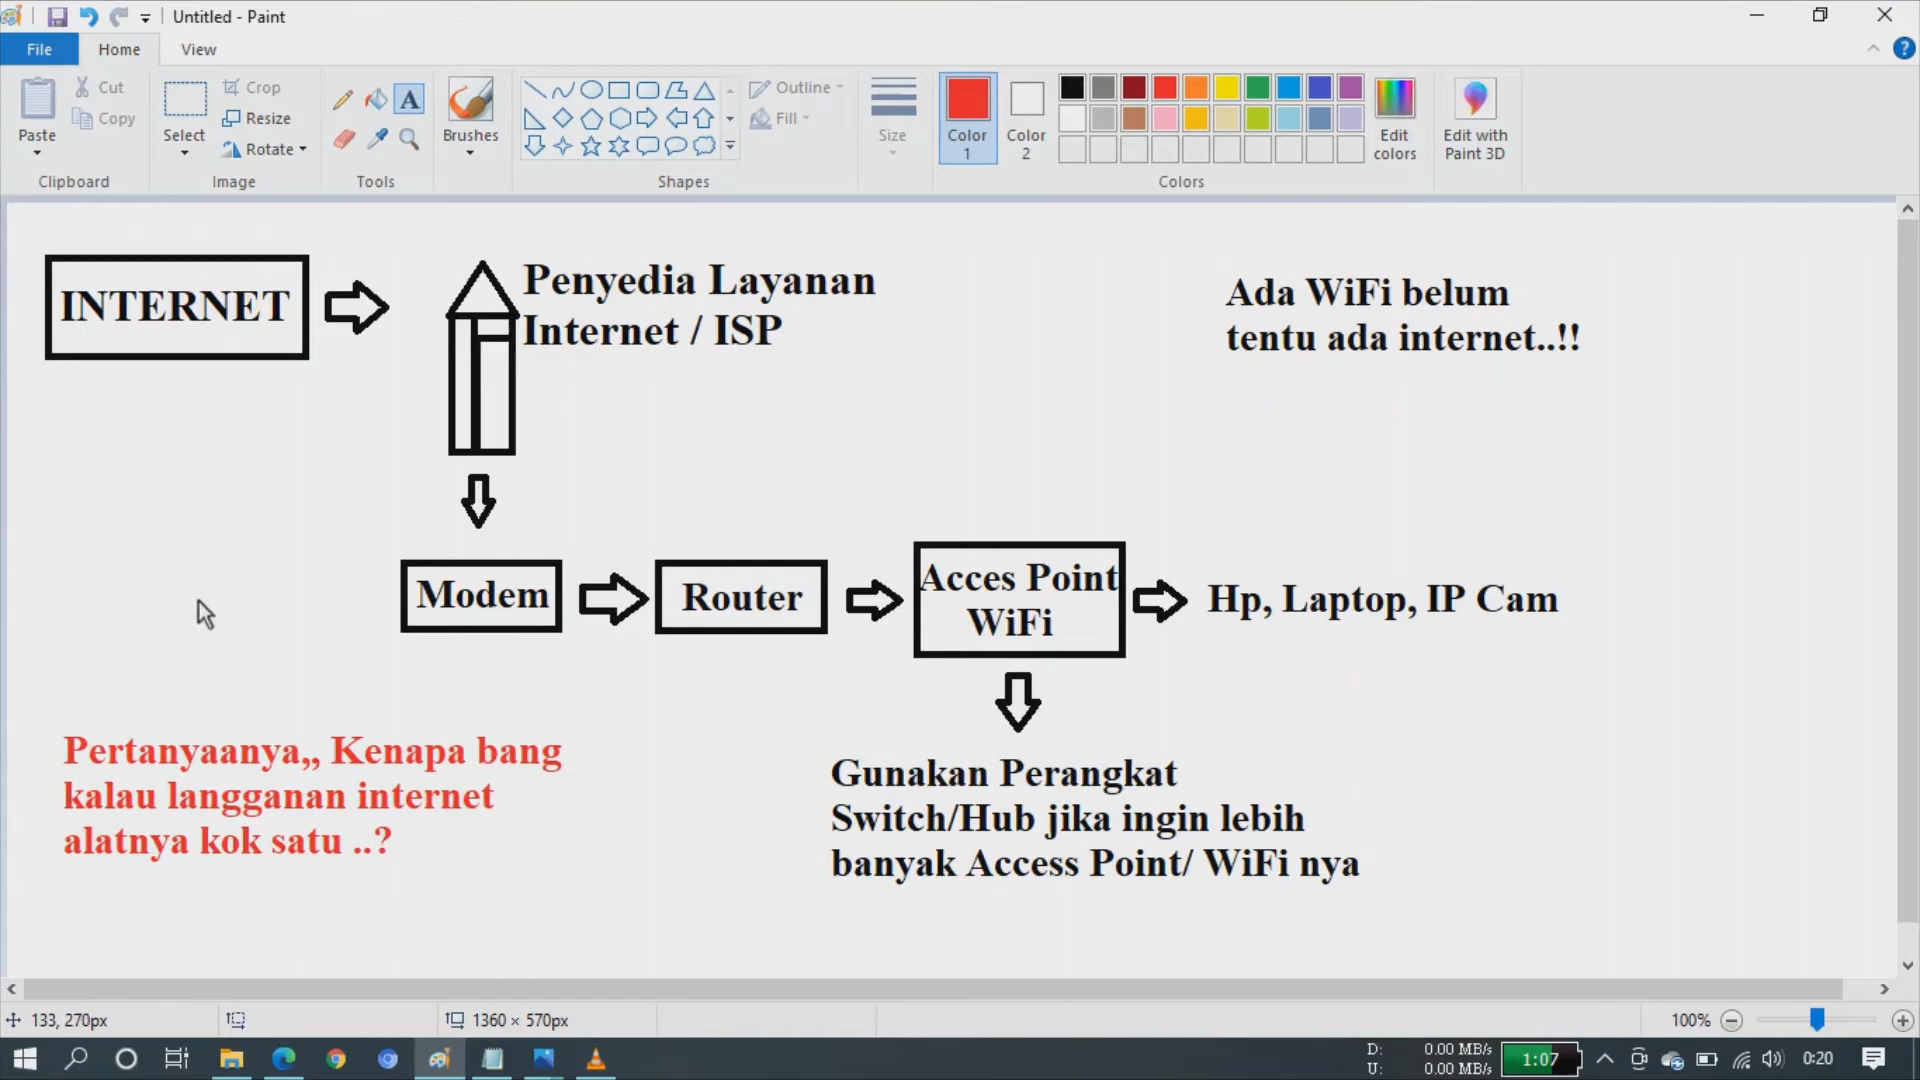 Untitled - Paint
File
Home
View
Paste
Cut
Copy
Clipboard
Select
Crop
Resize
Rotate
Image
A
Tools
Brushes
Shapes
Outline
Fill
Size
Color 1
Color 2
Colors
Edit colors
Edit with Paint 3D
INTERNET
Penyedia Layanan
Internet / ISP
Ada WiFi belum
tentu ada internet..!!
Modem
Router
Acces Point
WiFi
Hp, Laptop, IP Cam
Pertanyaanya,, Kenapa bang
kalau langganan internet
alatnya kok satu ..?
Gunakan Perangkat
Switch/Hub jika ingin lebih
banyak Access Point/ WiFi nya
133, 270px
1360 × 570px
100%
D: 0.00 MB/s
U: 0.00 MB/s
1:07
0:20